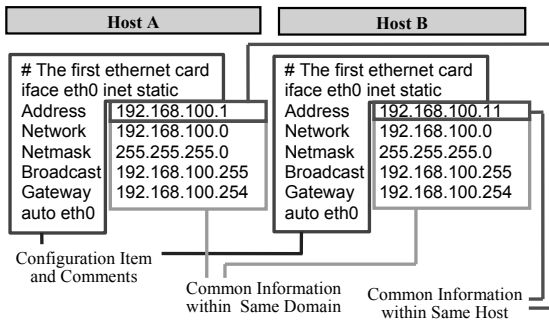 Host A
Host B
# The first ethernet card
iface eth0 inet static
Address 192.168.100.1
Network 192.168.100.0
Netmask 255.255.255.0
Broadcast 192.168.100.255
Gateway 192.168.100.254
auto eth0
# The first ethernet card
iface eth0 inet static
Address 192.168.100.11
Network 192.168.100.0
Netmask 255.255.255.0
Broadcast 192.168.100.255
Gateway 192.168.100.254
auto eth0
Configuration Item
and Comments
Common Information
within Same Domain
Common Information
within Same Host